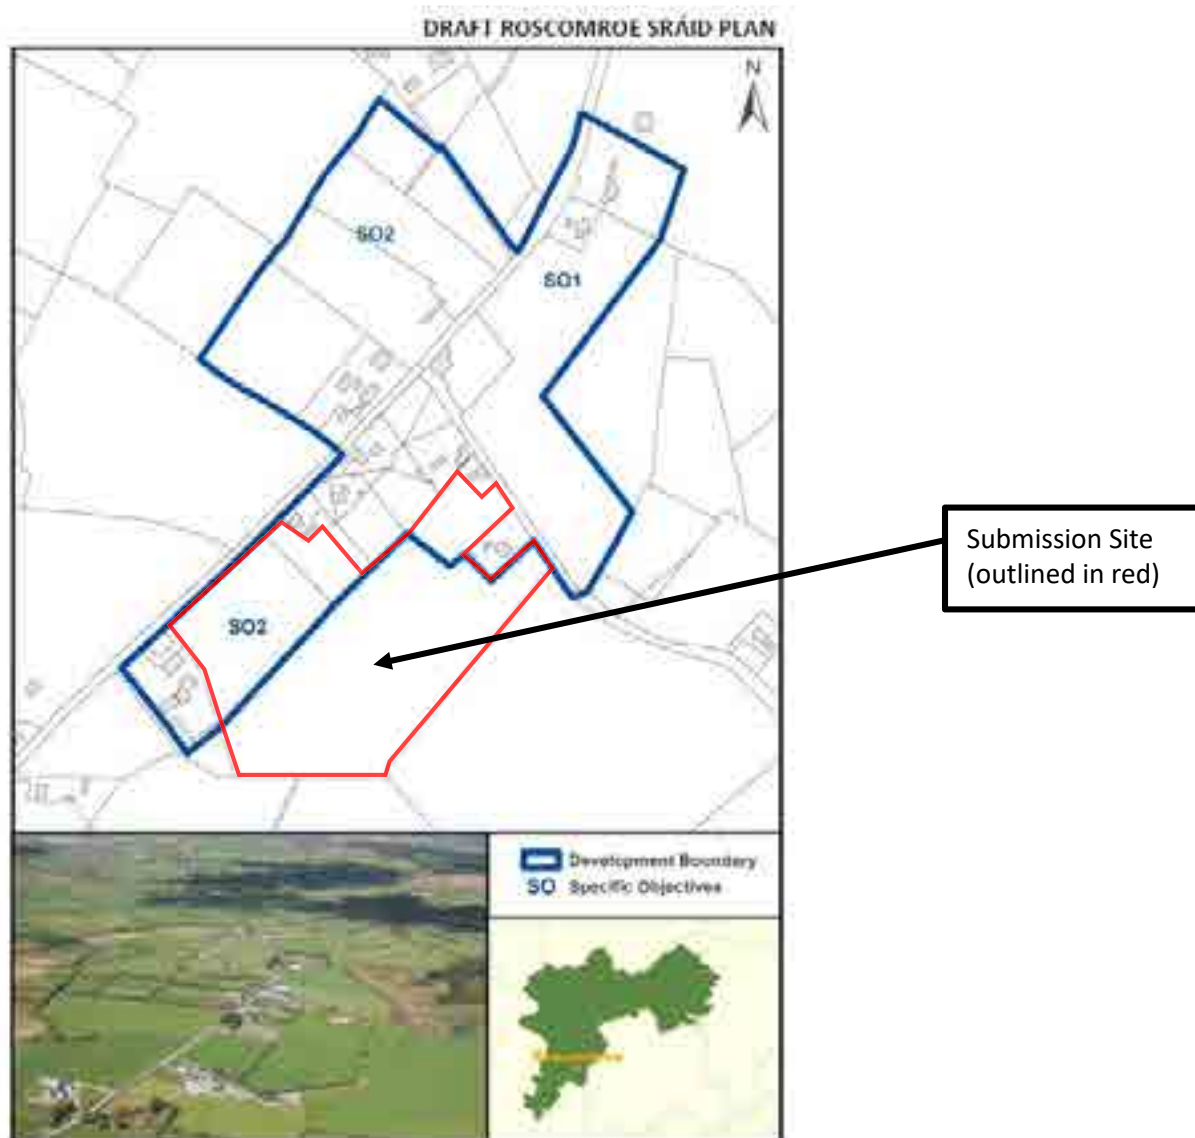 DRAFT ROSCOMROE SRÁID PLAN
N
SO2
SO1
SO2
Submission Site
(outlined in red)
Development Boundary
SO Specific Objectives